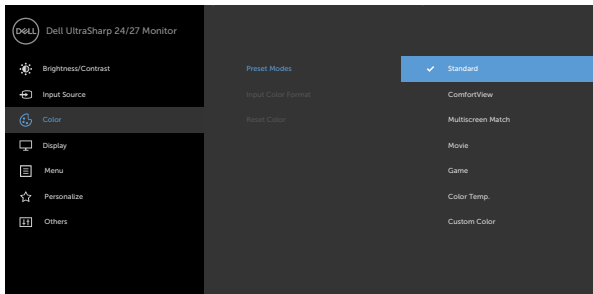 DELL
Dell UltraSharp 24/27 Monitor
Brightness/Contrast
Input Source
Color
Display
Menu
Personalize
Others
Preset Modes
Input Color Format
Reset Color
Standard
ComfortView
Multiscreen Match
Movie
Game
Color Temp.
Custom Color